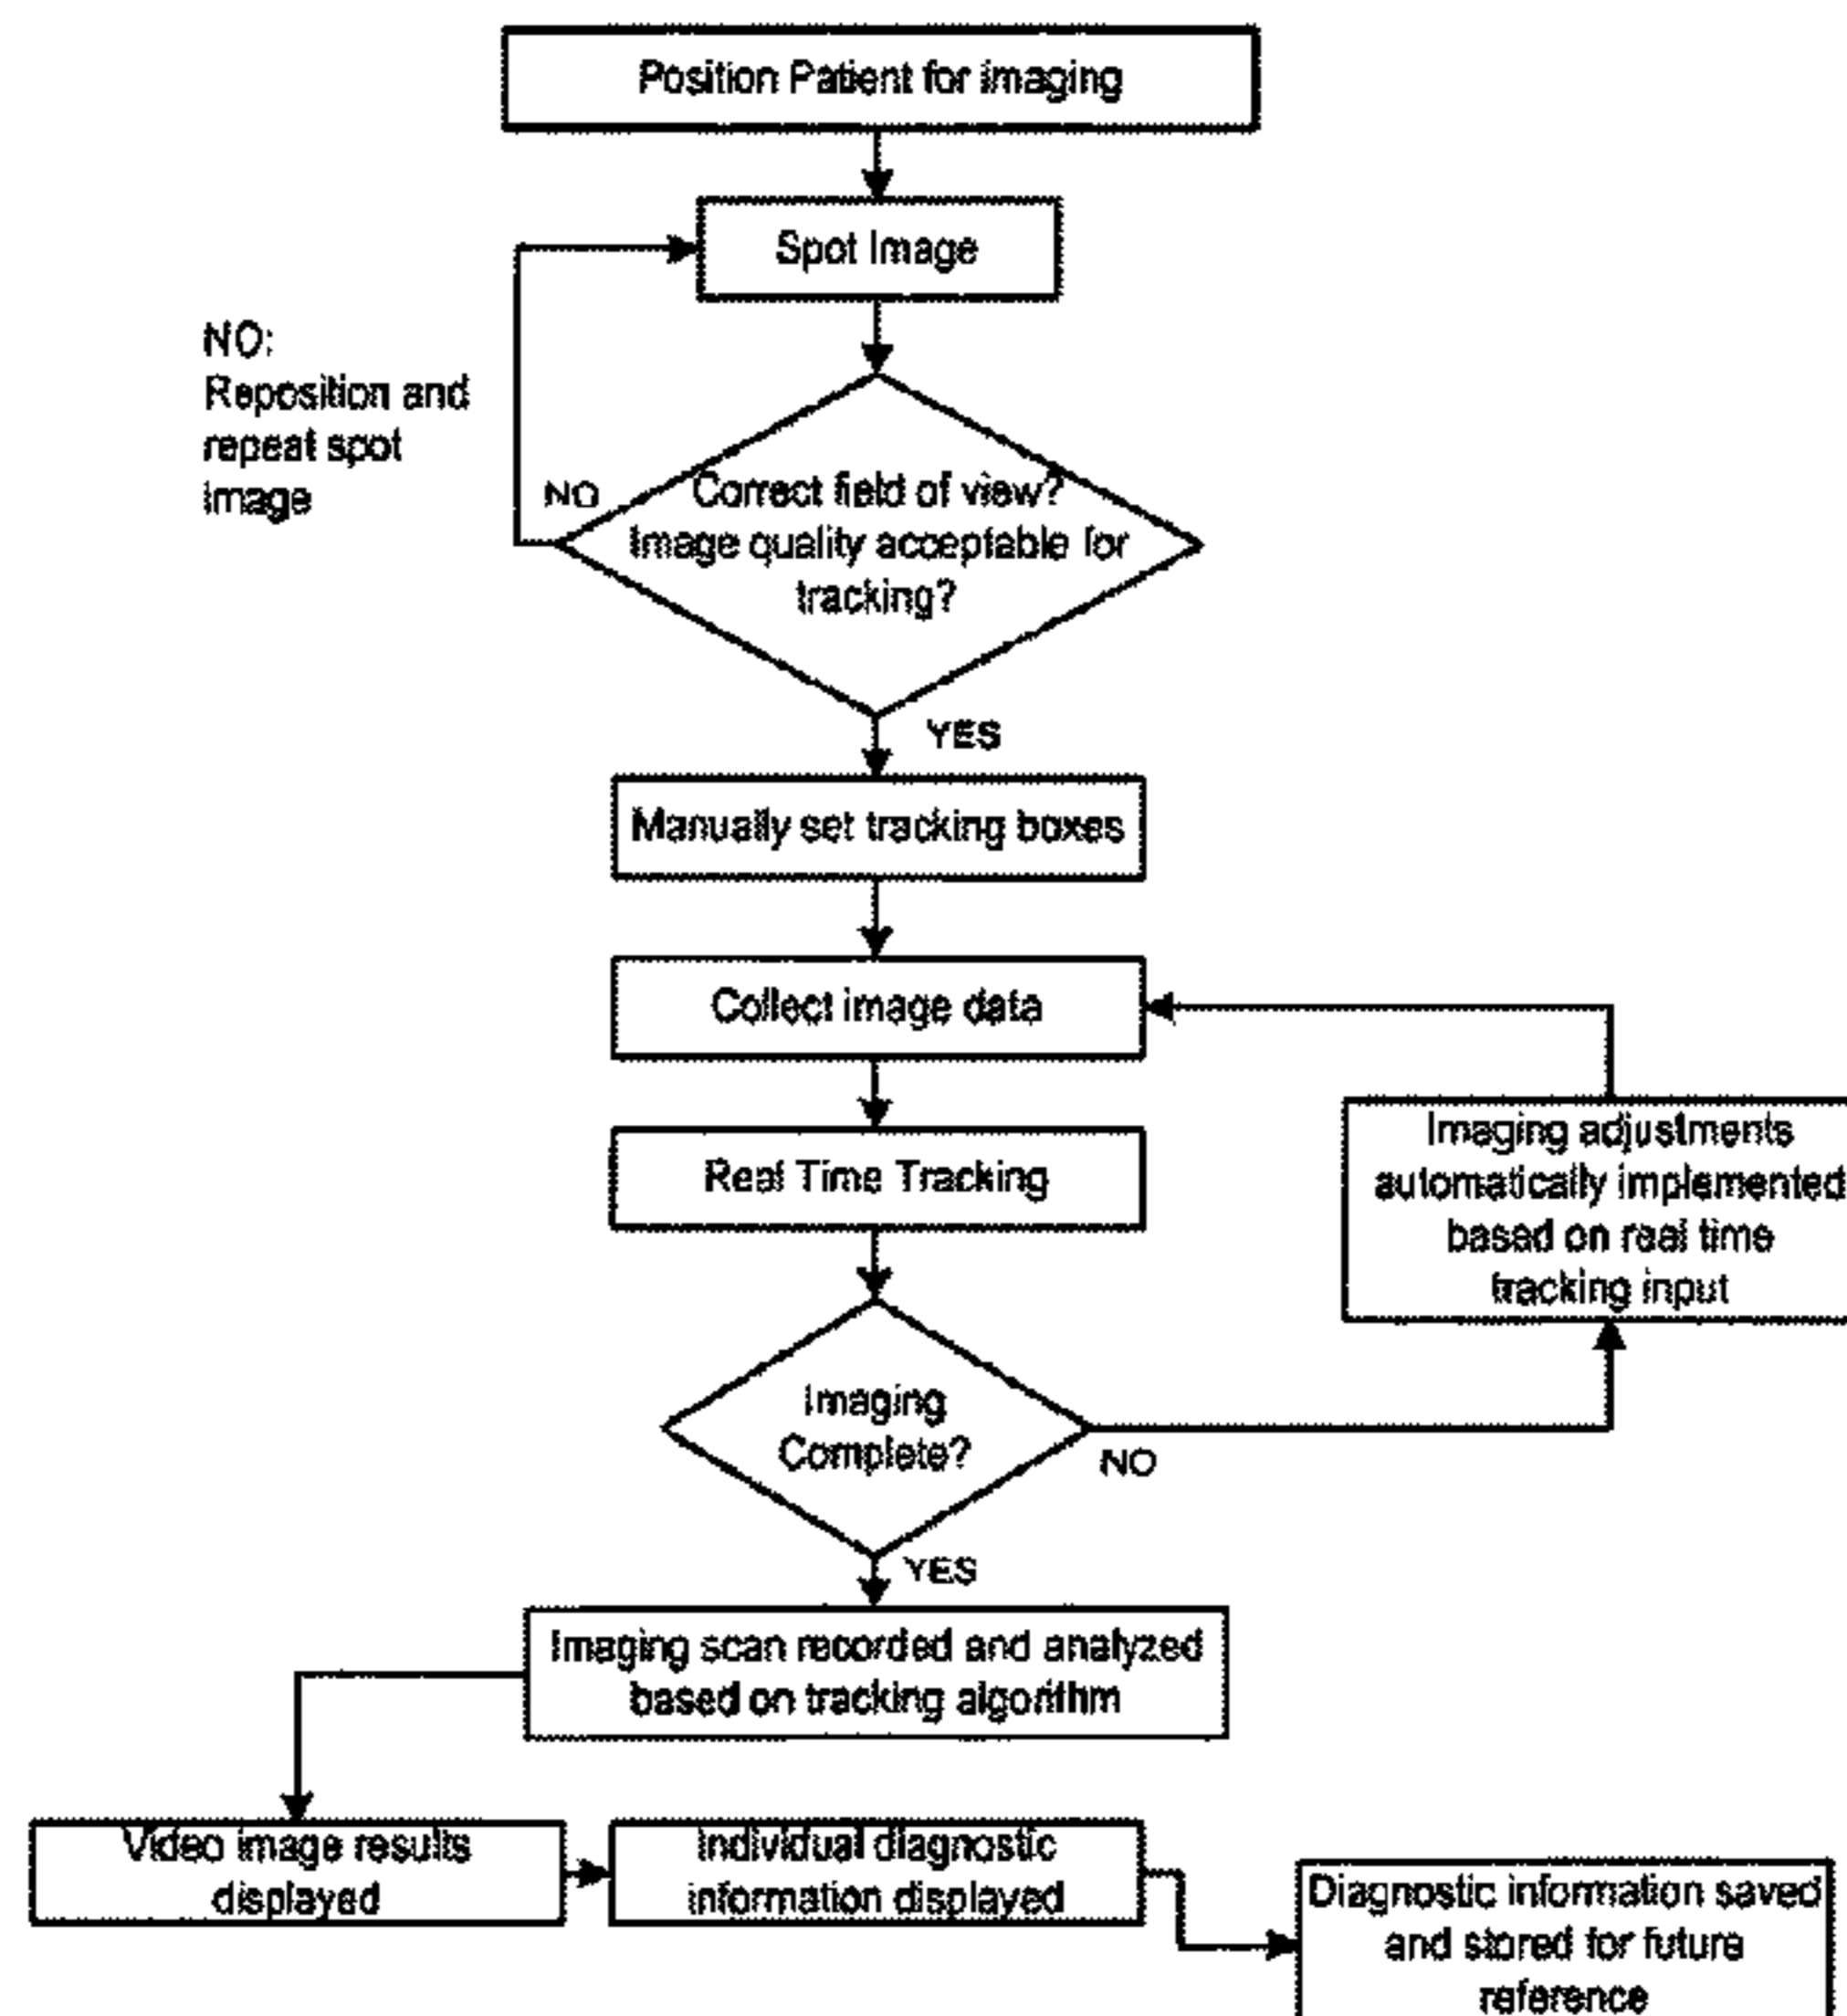 Position Patient for imaging
Spot Image
NO:
Reposition and
repeat spot
image
NO
Correct field of view?
Image quality acceptable for
tracking?
YES
Manually set tracking boxes
Collect image data
Real Time Tracking
Imaging adjustments
automatically implemented
based on real time
tracking input
Imaging
Complete?
NO
YES
Imaging scan recorded and analyzed
based on tracking algorithm
Video image results
displayed
Individual diagnostic
information displayed
Diagnostic information saved
and stored for future
reference